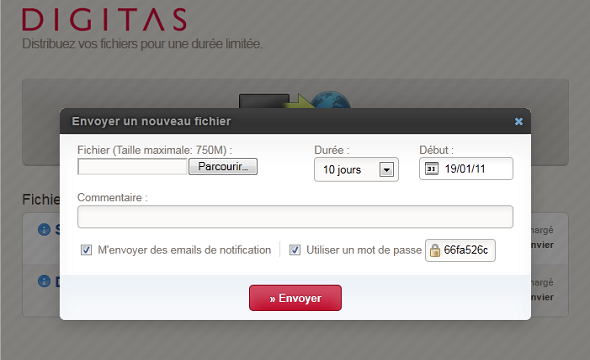 DIGITAS
Distribuez vos fichiers pour une durée limitée.
Envoyer un nouveau fichier
Fichier (Taille maximale: 750M) :
Durée :
Début :
Parcourir...
10 jours
19/01/11
Commentaire :
Fichie
S
chargé
nvier
M'envoyer des emails de notification
Utiliser un mot de passe
66fa526c
D
chargé
nvier
» Envoyer